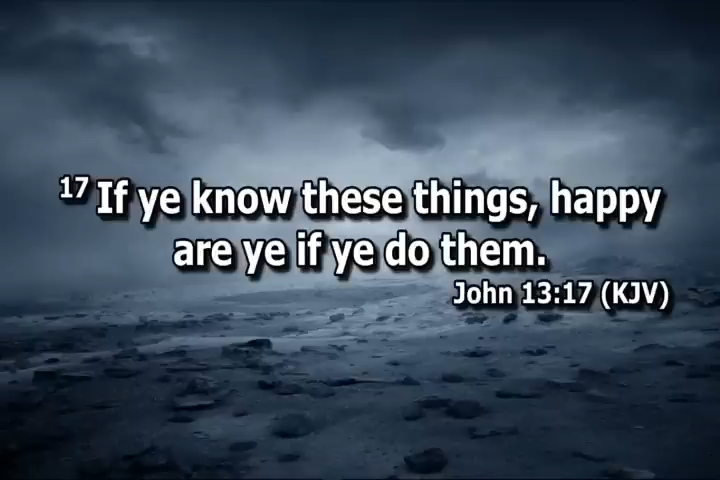 17 If ye know these things, happy
are ye if ye do them.
John 13:17 (KJV)